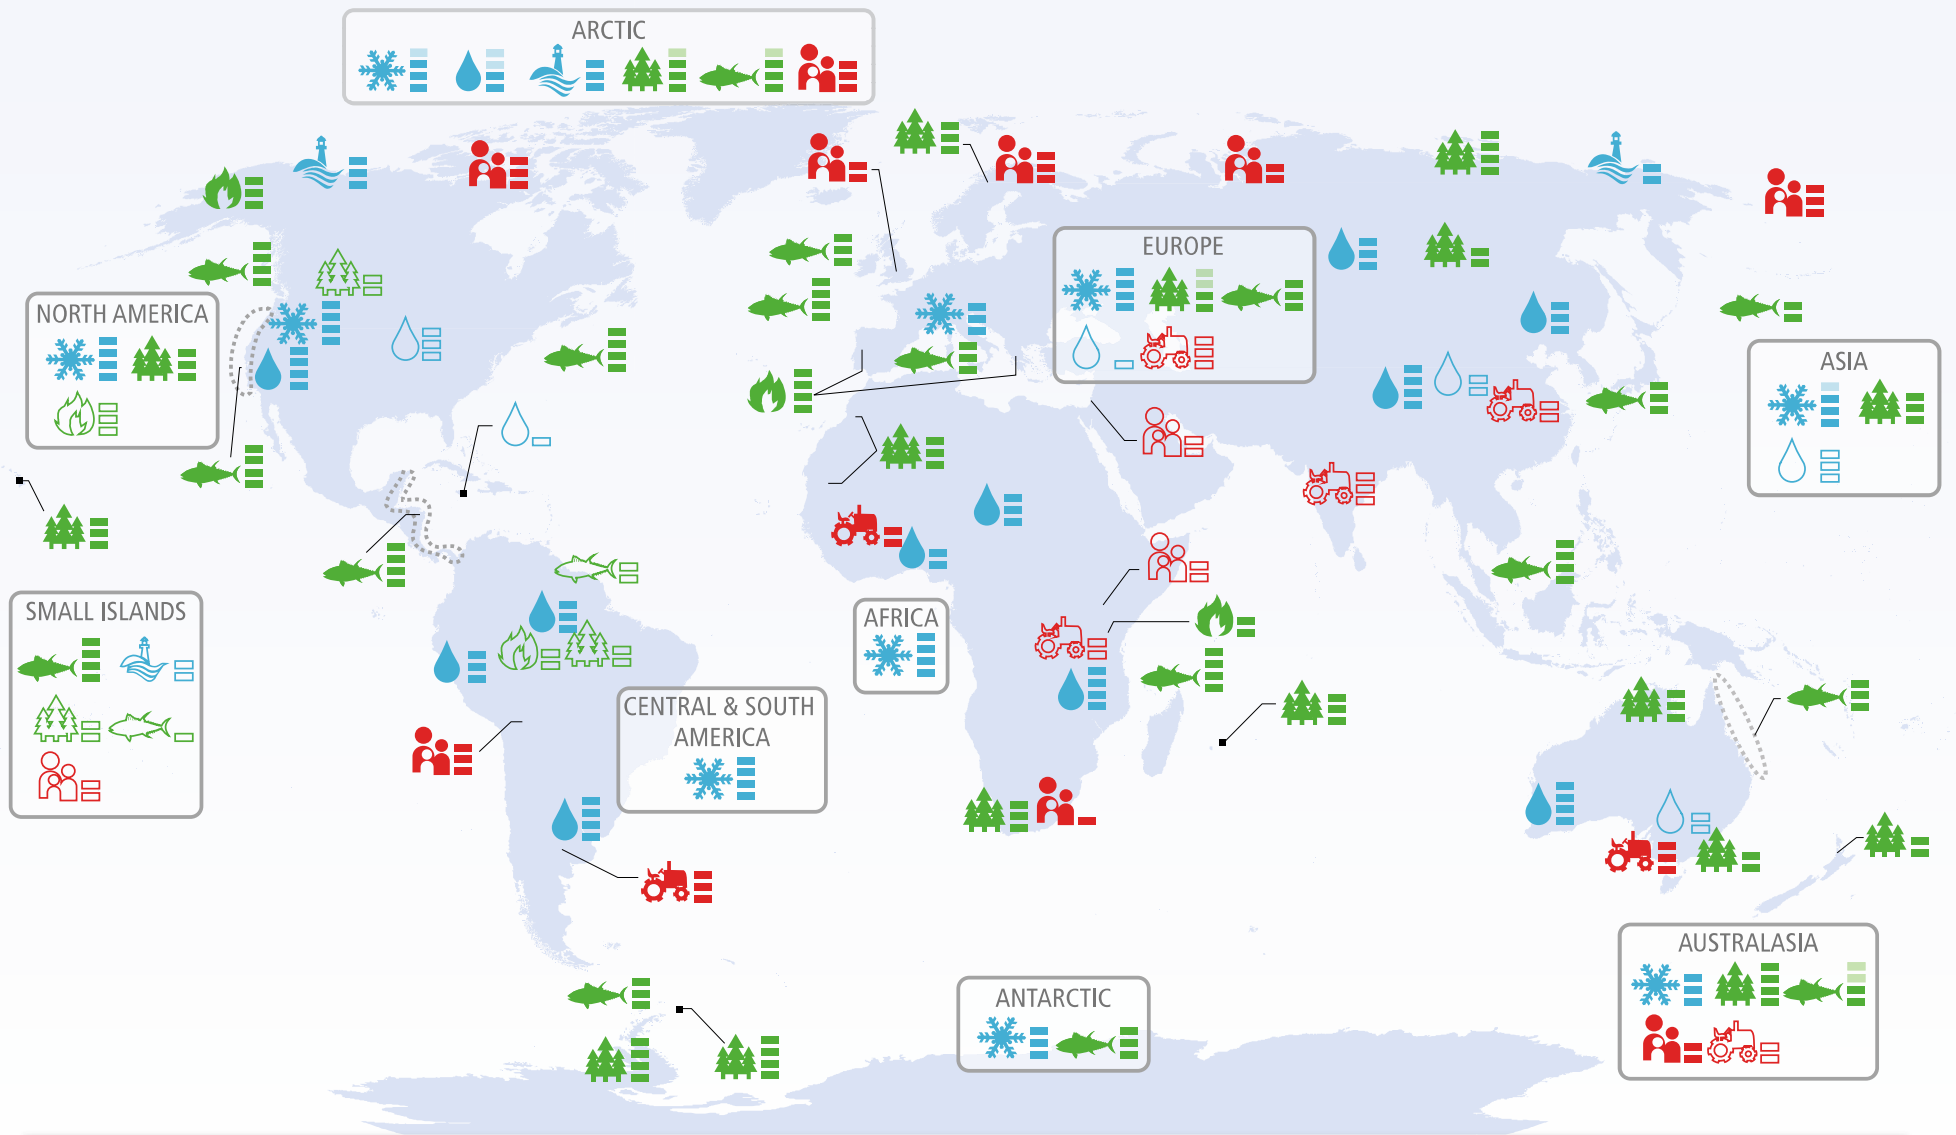 ARCTIC
EUROPE
NORTH AMERICA
ASIA
SMALL ISLANDS
AFRICA
CENTRAL & SOUTH
AMERICA
AUSTRALASIA
ANTARCTIC